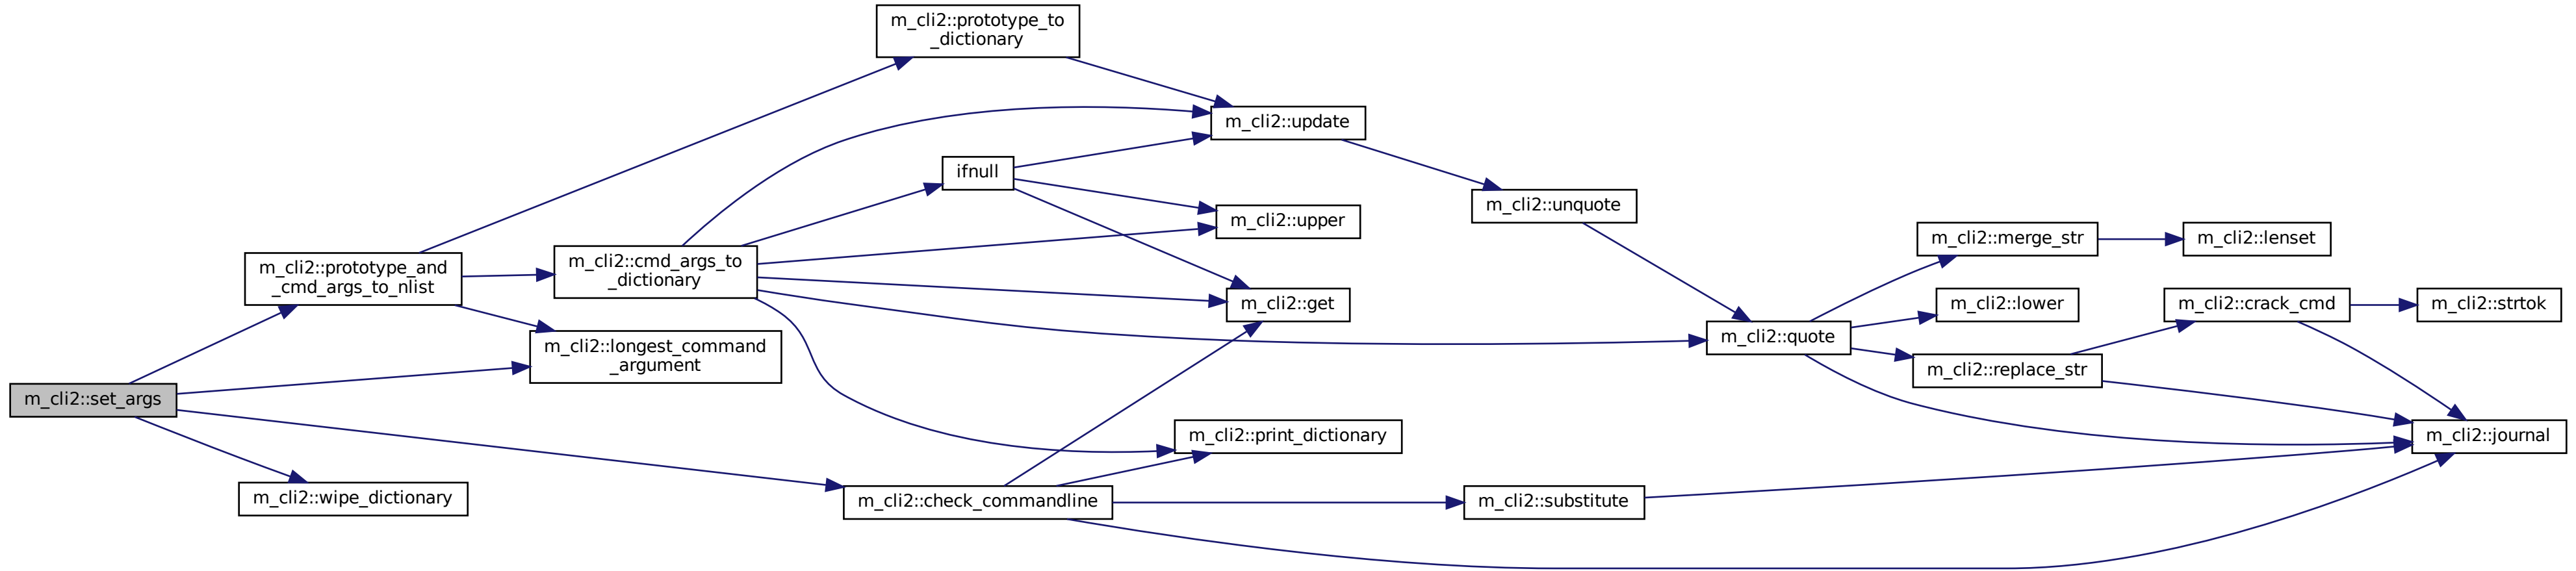 m_cli2::set_args
m_cli2::prototype_and
_cmd_args_to_nlist
m_cli2::longest_command
_argument
m_cli2::wipe_dictionary
m_cli2::prototype_to
_dictionary
m_cli2::cmd_args_to
_dictionary
ifnull
m_cli2::check_commandline
m_cli2::update
m_cli2::upper
m_cli2::get
m_cli2::print_dictionary
m_cli2::unquote
m_cli2::substitute
m_cli2::quote
m_cli2::merge_str
m_cli2::lower
m_cli2::replace_str
m_cli2::lenset
m_cli2::crack_cmd
m_cli2::strtok
m_cli2::journal